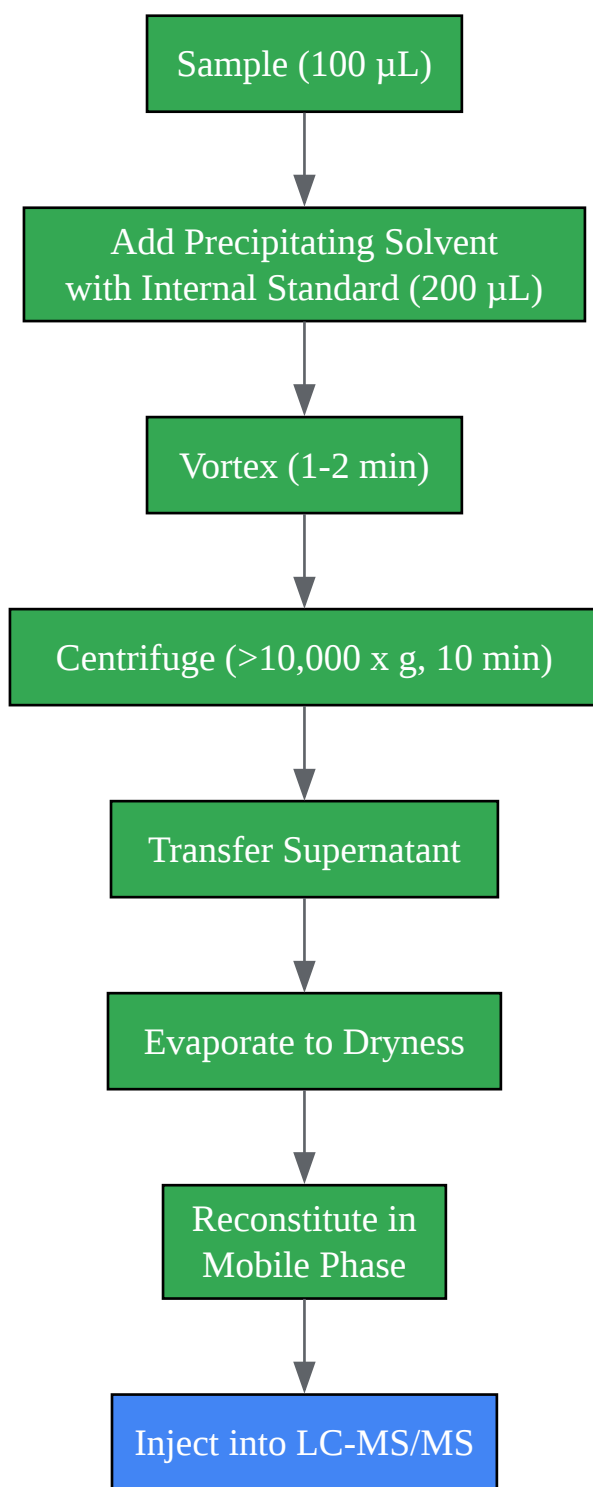 Sample (100 µL)
Add Precipitating Solvent
with Internal Standard (200 µL)
Vortex (1-2 min)
Centrifuge (>10,000 x g, 10 min)
Transfer Supernatant
Evaporate to Dryness
Reconstitute in
Mobile Phase
Inject into LC-MS/MS